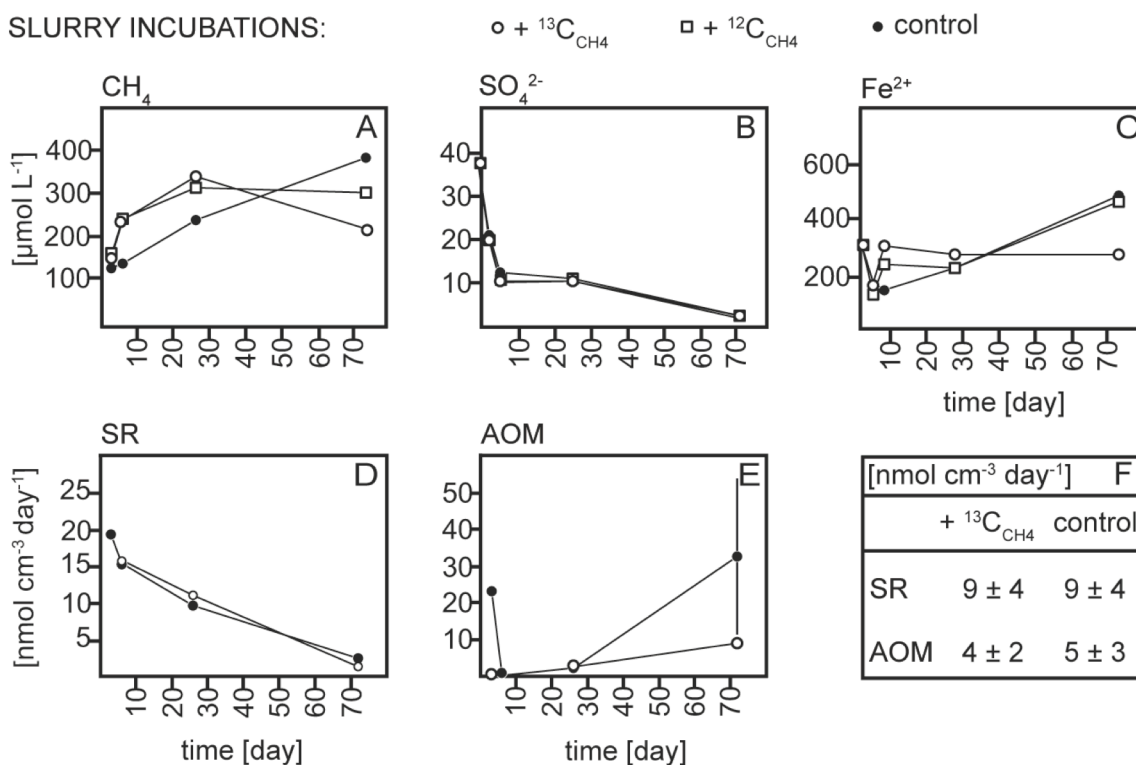 SLURRY INCUBATIONS: ○ + ¹³C_CH4 □ + ¹²C_CH4 ● control
CH₄ SO₄²⁻ Fe²⁺
A B C
[µmol L⁻¹]
400
300
200
100
10 20 30 40 50 60 70
40
30
20
10
10 20 30 40 50 60 70
600
400
200
10 20 30 40 50 60 70
time [day]
SR AOM
D E F
[nmol cm⁻³ day⁻¹]
25
20
15
10
5
10 20 30 40 50 60 70
time [day]
50
40
30
20
10
10 20 30 40 50 60 70
time [day]
[nmol cm⁻³ day⁻¹]
+ ¹³C_CH4 control
SR 9 ± 4 9 ± 4
AOM 4 ± 2 5 ± 3